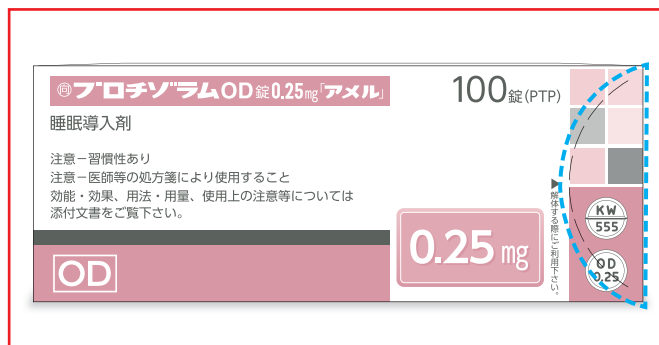 向 ブロチゾラムOD錠0.25mg「アメル」
100錠(PTP)
睡眠導入剤
注意－習慣性あり
注意－医師等の処方箋により使用すること
効能・効果、用法・用量、使用上の注意等については
添付文書をご覧下さい。
▶解体する際にご利用下さい。
0.25mg
OD
KW
555
OD
0.25